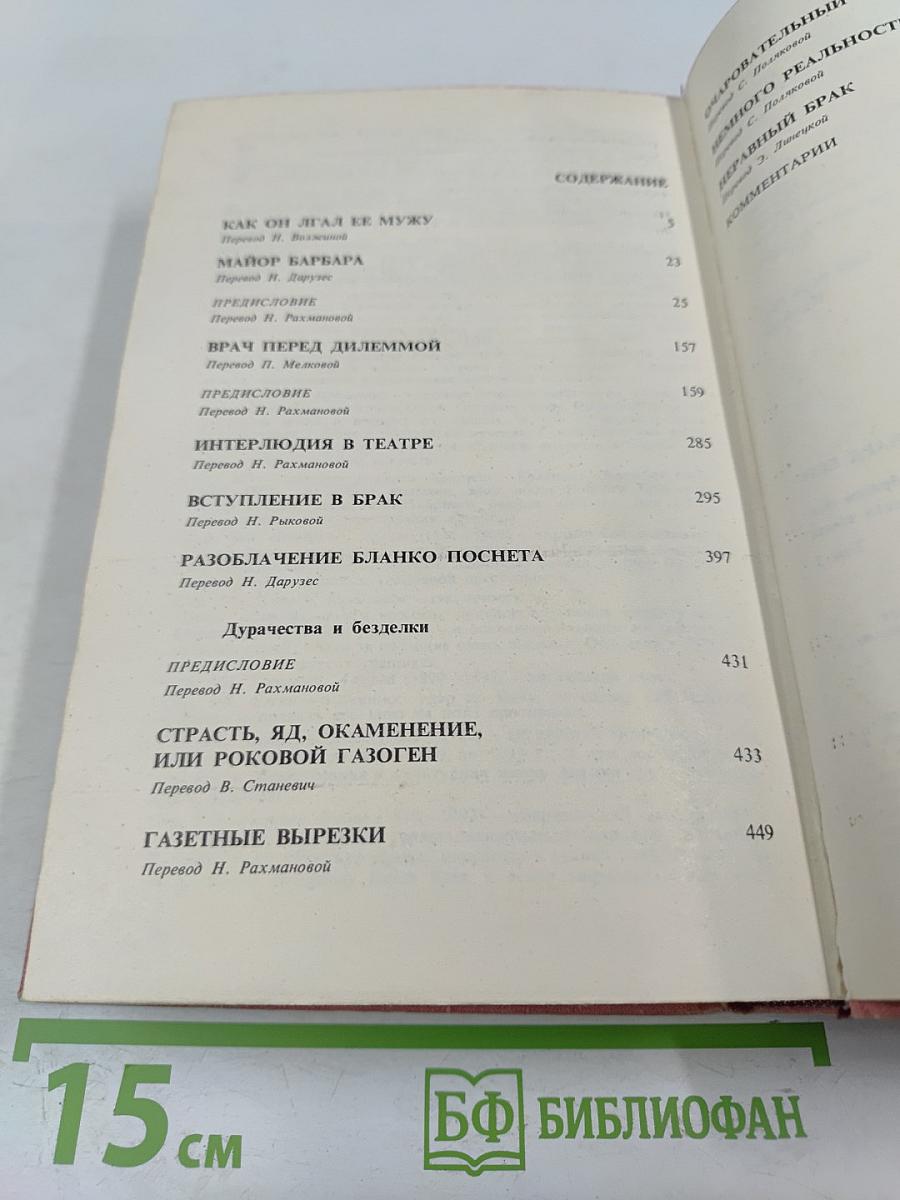 СОДЕРЖАНИЕ
КАК ОН ЛГАЛ ЕЕ МУЖУ 5
Перевод Н. Волжиной
МАЙОР БАРБАРА 23
Перевод Н. Дарузес
ПРЕДИСЛОВИЕ 25
Перевод Н. Рахмановой
ВРАЧ ПЕРЕД ДИЛЕММОЙ 157
Перевод П. Мелковой
ПРЕДИСЛОВИЕ 159
Перевод Н. Рахмановой
ИНТЕРЛЮДИЯ В ТЕАТРЕ 285
Перевод Н. Рахмановой
ВСТУПЛЕНИЕ В БРАК 295
Перевод Н. Рыковой
РАЗОБЛАЧЕНИЕ БЛАНКО ПОСНЕТА 397
Перевод Н. Дарузес
Дурачества и безделки
ПРЕДИСЛОВИЕ 431
Перевод Н. Рахмановой
СТРАСТЬ, ЯД, ОКАМЕНЕНИЕ,
ИЛИ РОКОВОЙ ГАЗОГЕН 433
Перевод В. Станевич
ГАЗЕТНЫЕ ВЫРЕЗКИ 449
Перевод Н. Рахмановой
ОЧАРОВАТЕЛЬНЫЙ
Перевод С. Поляковой
НЕМНОГО РЕАЛЬНОСТИ
Перевод С. Поляковой
НЕРАВНЫЙ БРАК
Перевод Э. Линецкой
КОММЕНТАРИИ
15 см
БФ БИБЛИОФАН